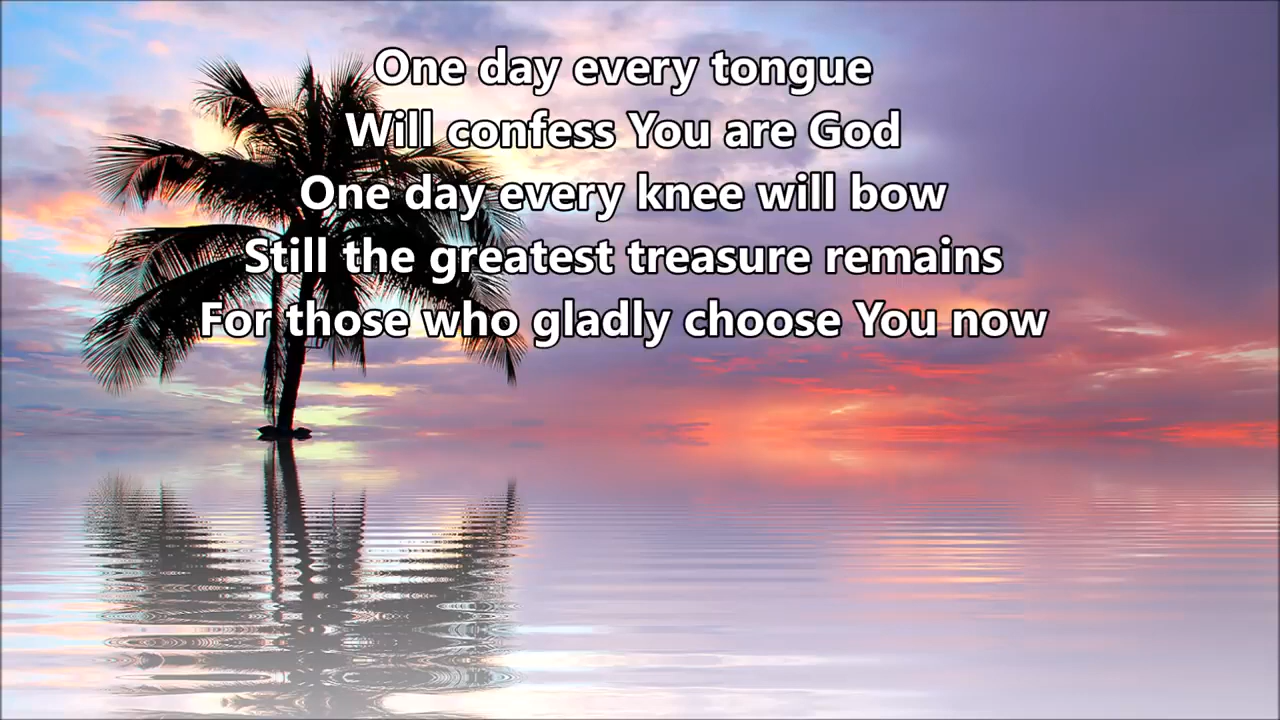 One day every tongue
Will confess You are God
One day every knee will bow
Still the greatest treasure remains
For those who gladly choose You now